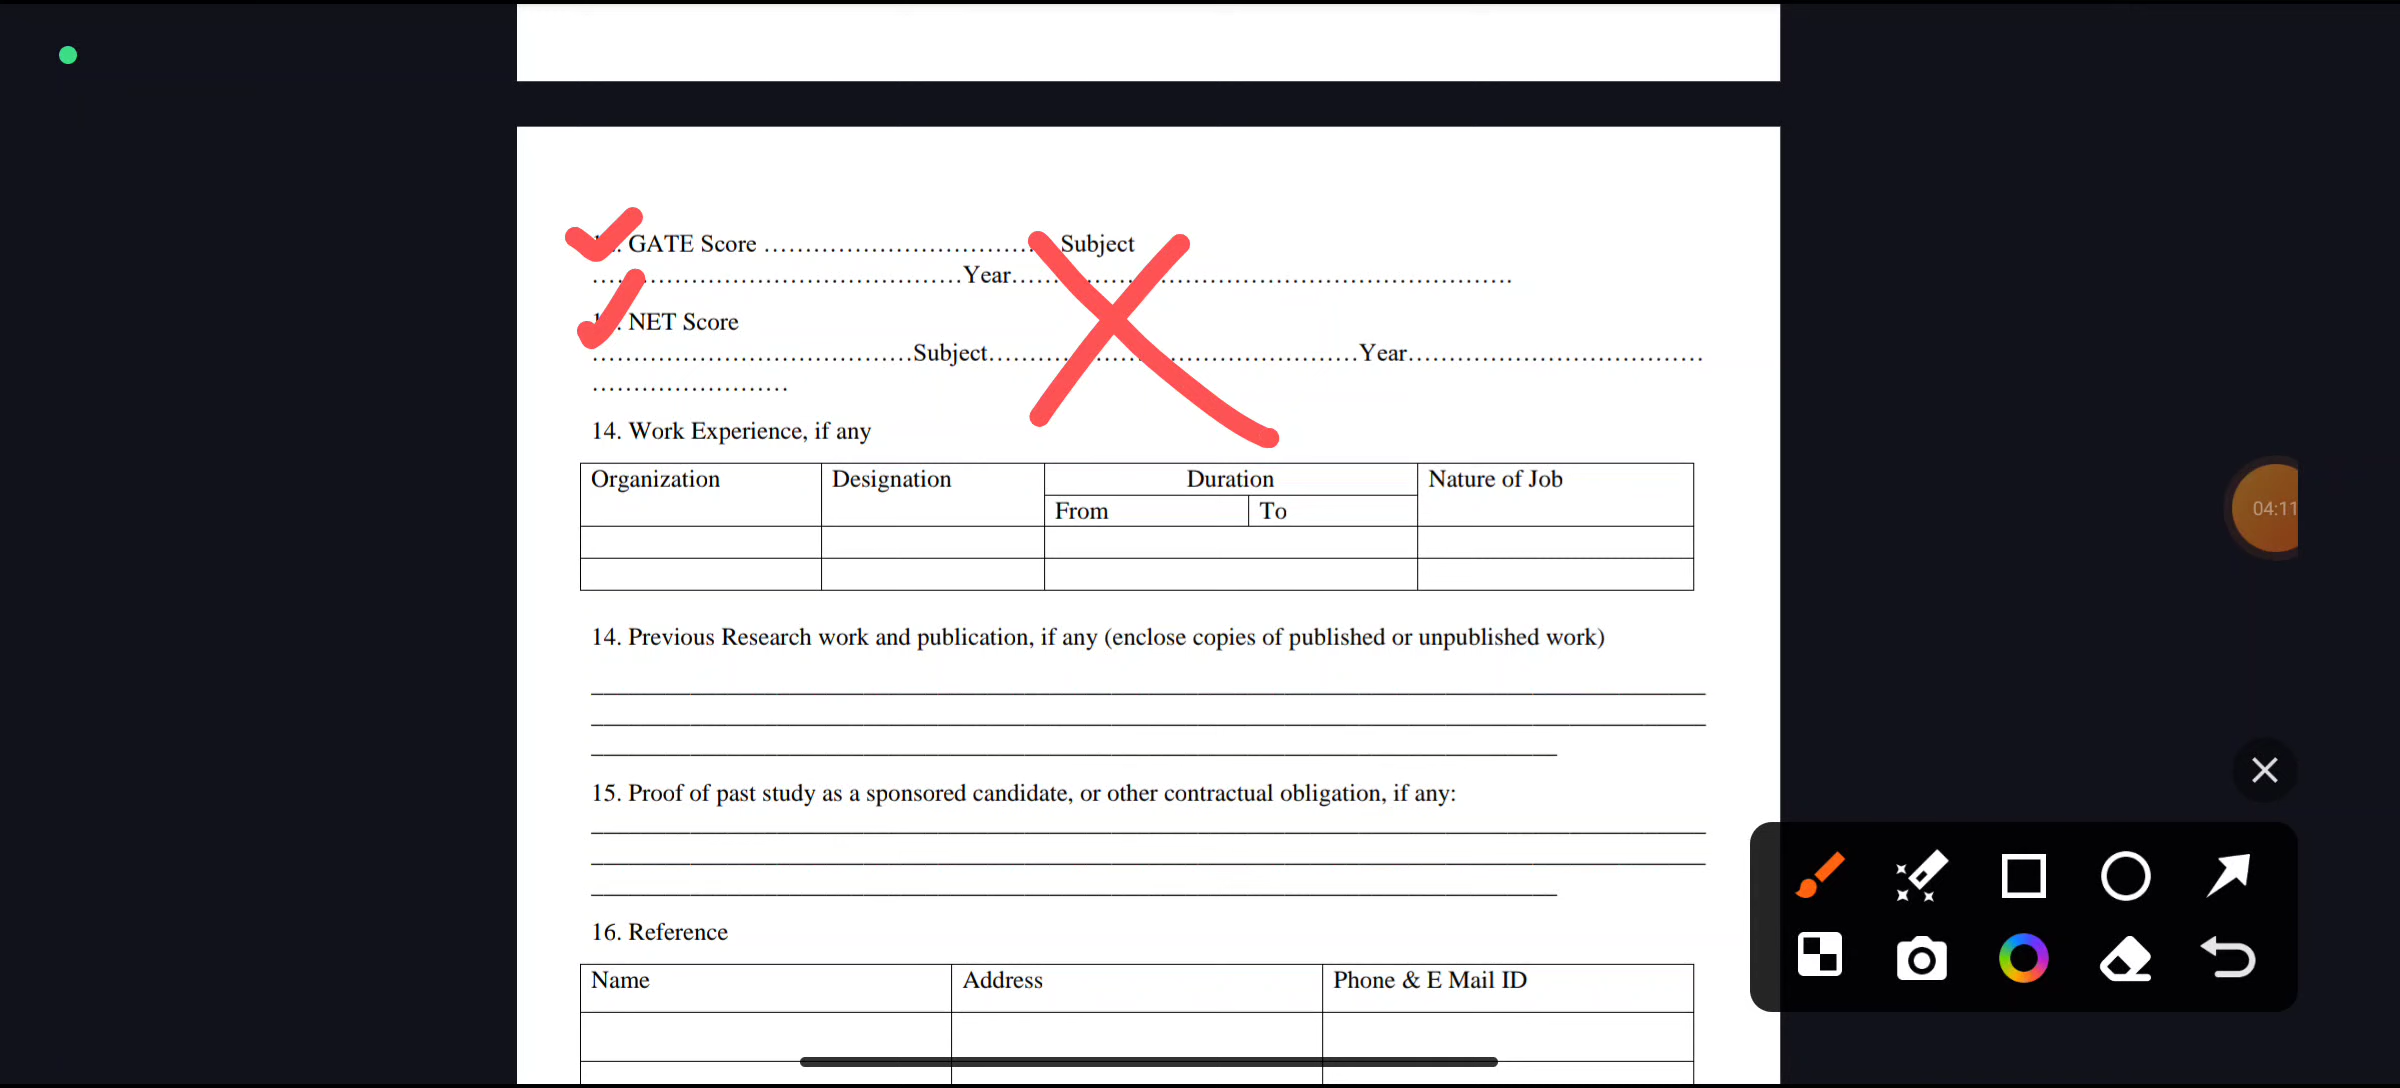 . GATE Score .................................... Subject
.............................................Year.............................................................
. NET Score
.......................................Subject.............................................Year....................................
........................
14. Work Experience, if any
Organization Designation Duration Nature of Job
From To
14. Previous Research work and publication, if any (enclose copies of published or unpublished work)
15. Proof of past study as a sponsored candidate, or other contractual obligation, if any:
16. Reference
Name Address Phone & E Mail ID
04:11